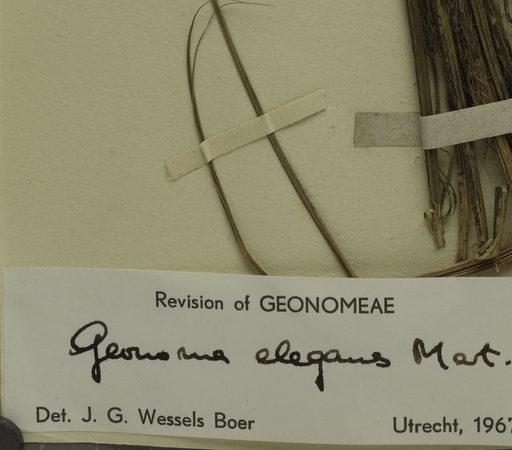 Revision of GEONOMEAE
Geonoma elegans Mart.
Det. J. G. Wessels Boer Utrecht, 1967